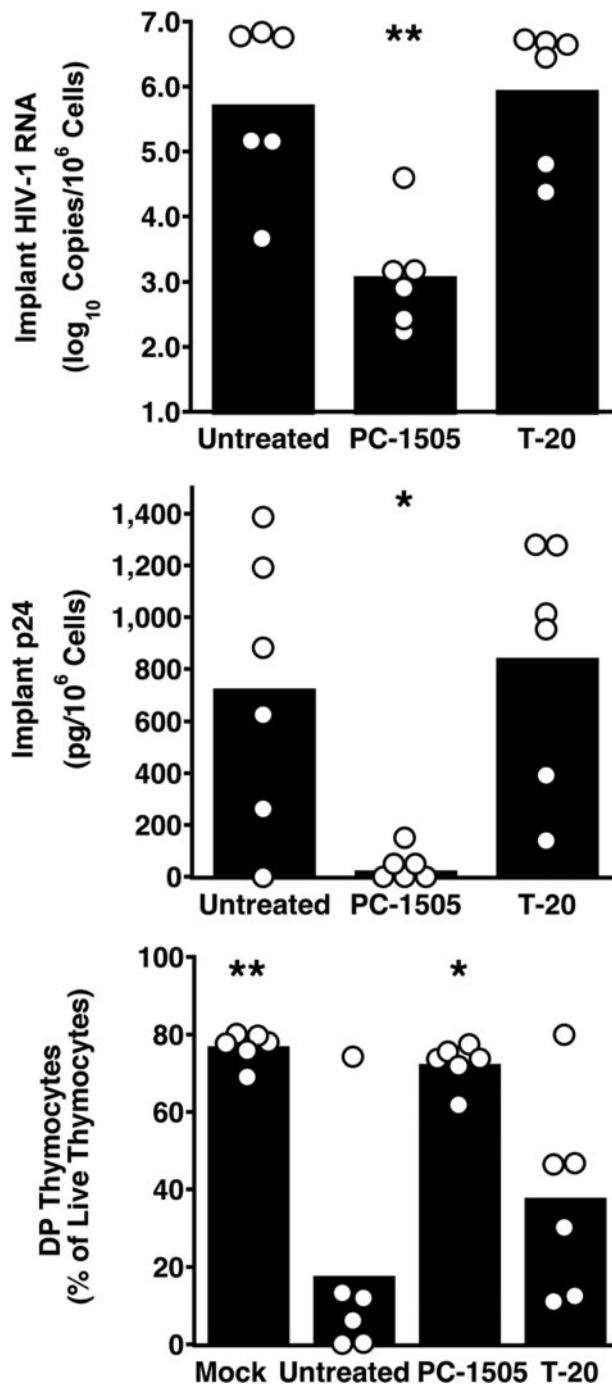 Implant HIV-1 RNA
(log10 Copies/10^6 Cells)
7.0
6.0
5.0
4.0
3.0
2.0
1.0
**
Untreated PC-1505 T-20
Implant p24
(pg/10^6 Cells)
1,400
1,200
1,000
800
600
400
200
0
*
Untreated PC-1505 T-20
DP Thymocytes
(% of Live Thymocytes)
100
80
60
40
20
0
** *
Mock Untreated PC-1505 T-20